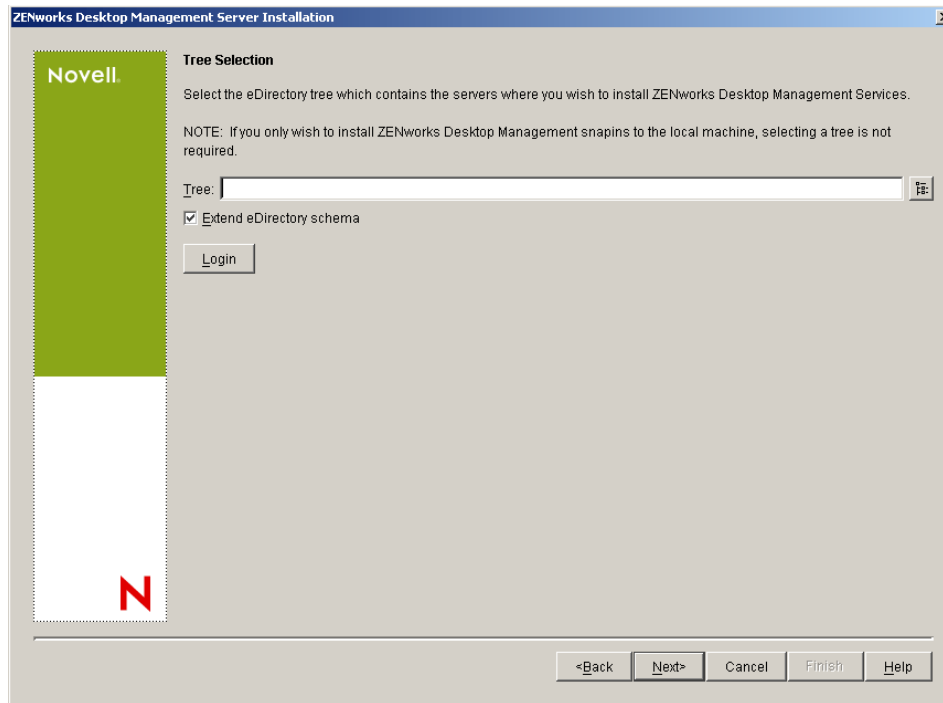 ZENworks Desktop Management Server Installation
Novell.
Tree Selection
Select the eDirectory tree which contains the servers where you wish to install ZENworks Desktop Management Services.
NOTE: If you only wish to install ZENworks Desktop Management snapins to the local machine, selecting a tree is not
required.
Tree:
Extend eDirectory schema
Login
N
<Back Next> Cancel Finish Help